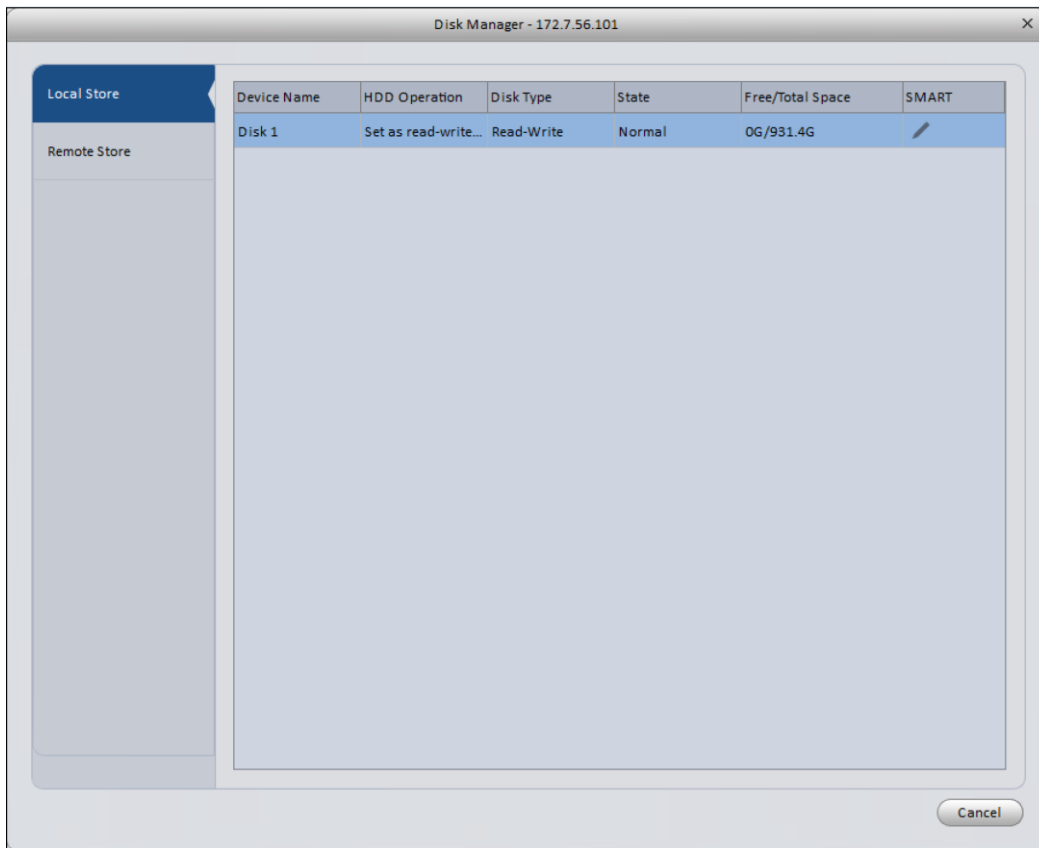 Disk Manager - 172.7.56.101
Local Store
Remote Store
Device Name HDD Operation Disk Type State Free/Total Space SMART
Disk 1 Set as read-write... Read-Write Normal 0G/931.4G
Cancel